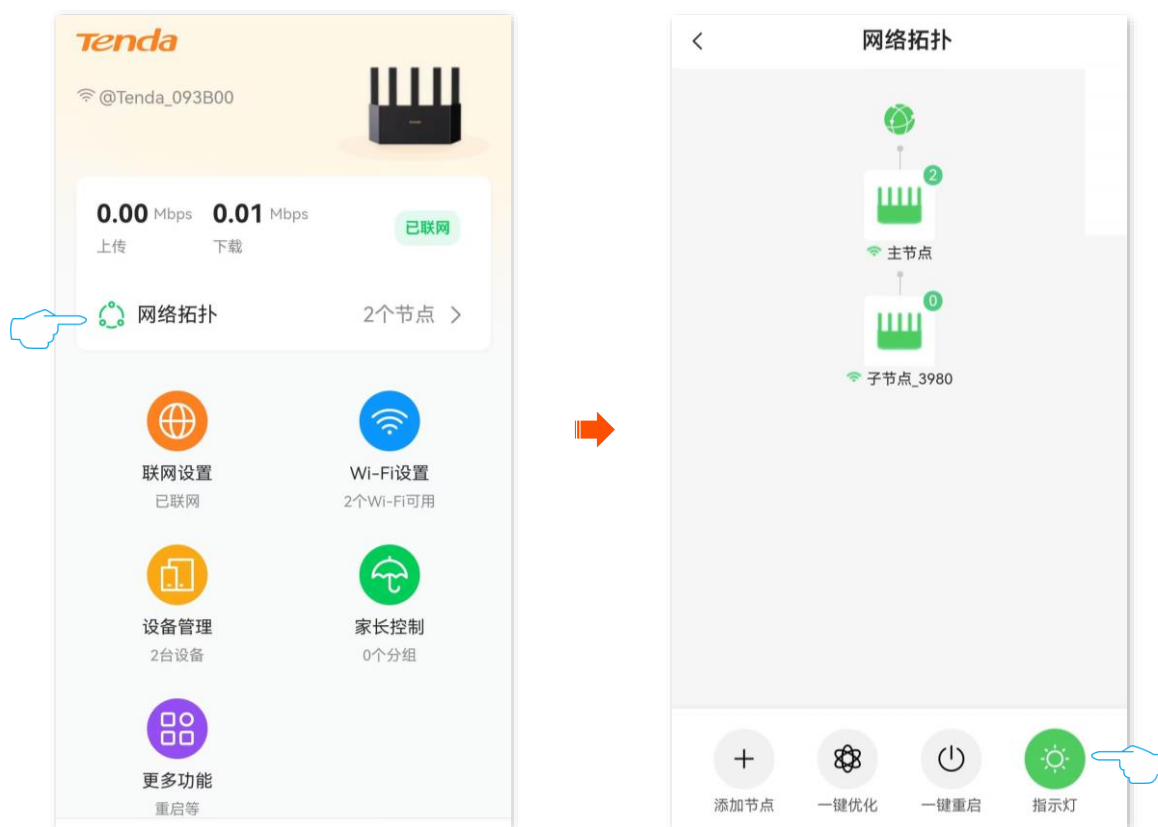 Tenda
@Tenda_093B00
0.00 Mbps 0.01 Mbps
上传 下载
已联网
网络拓扑 2个节点
联网设置 Wi-Fi设置
已联网 2个Wi-Fi可用
设备管理 家长控制
2台设备 0个分组
更多功能
重启等
网络拓扑
2
主节点
0
子节点_3980
添加节点 一键优化 一键重启 指示灯